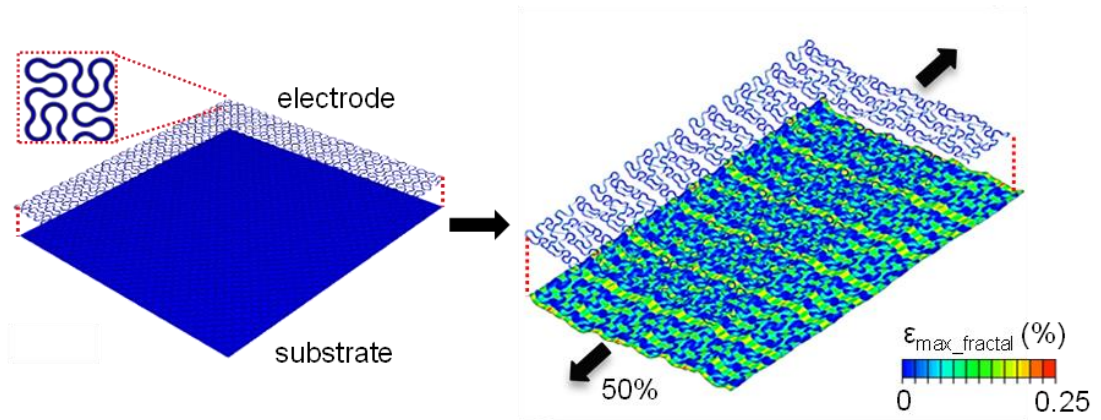 electrode
substrate
50%
εmax_fractal (%)
0 0.25